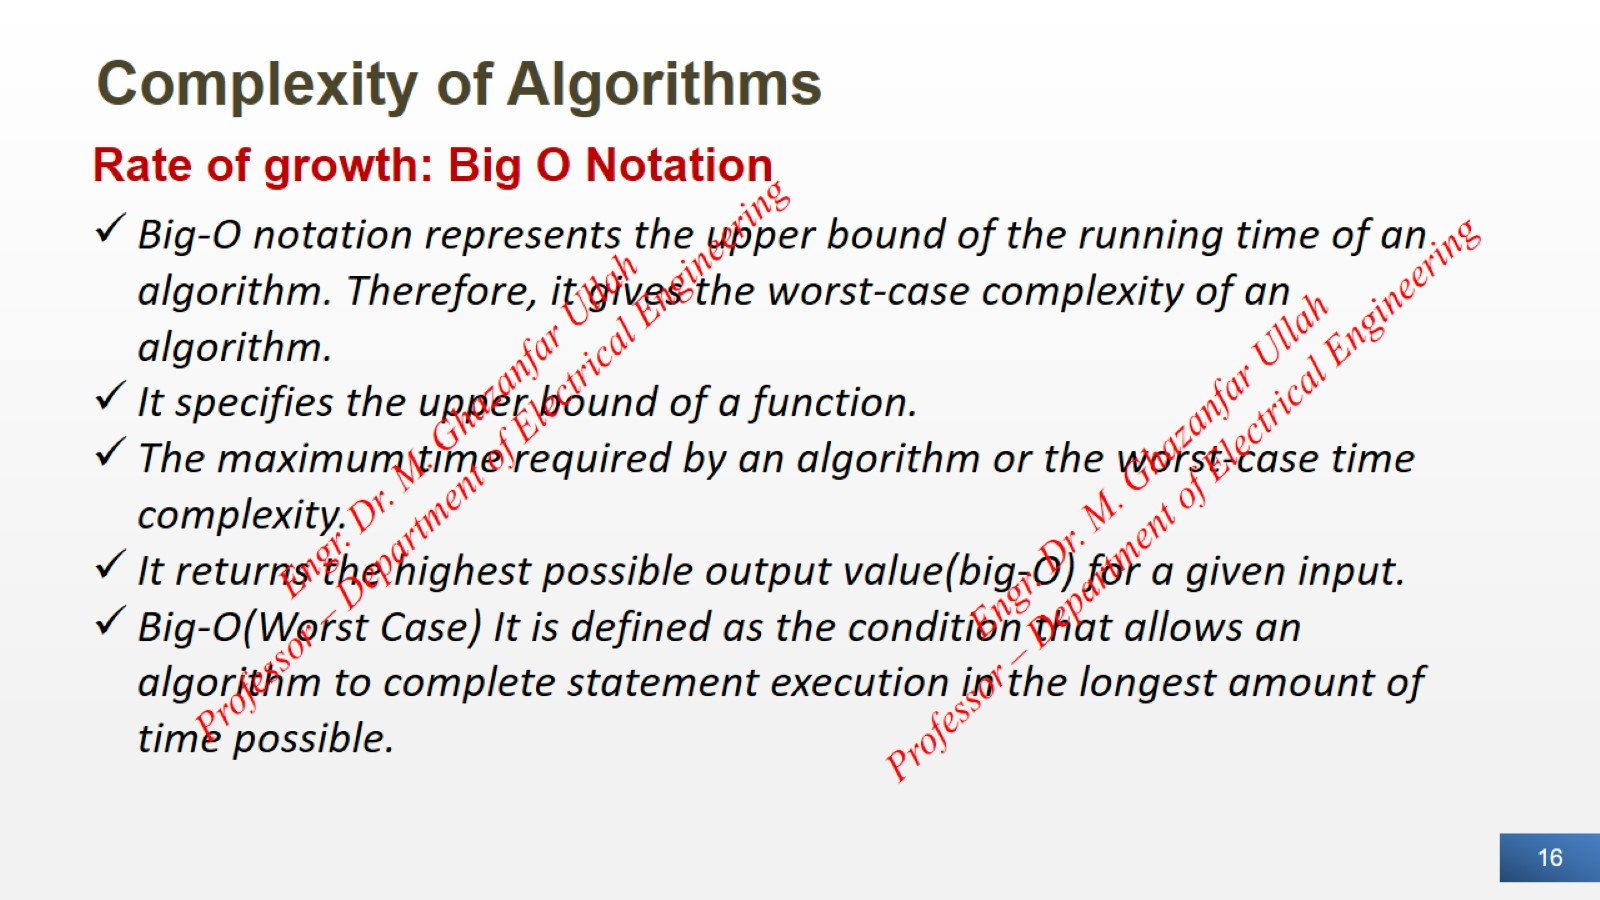 Complexity of Algorithms
Rate of growth: Big O Notation
✓ Big-O notation represents the upper bound of the running time of an
algorithm. Therefore, it gives the worst-case complexity of an
algorithm.
✓ It specifies the upper bound of a function.
✓ The maximum time required by an algorithm or the worst-case time
complexity.
✓ It returns the highest possible output value(big-O) for a given input.
✓ Big-O(Worst Case) It is defined as the condition that allows an
algorithm to complete statement execution in the longest amount of
time possible.
Engr. Dr. M. Ghazanfar Ullah
Professor – Department of Electrical Engineering
Engr. Dr. M. Ghazanfar Ullah
Professor – Department of Electrical Engineering
16